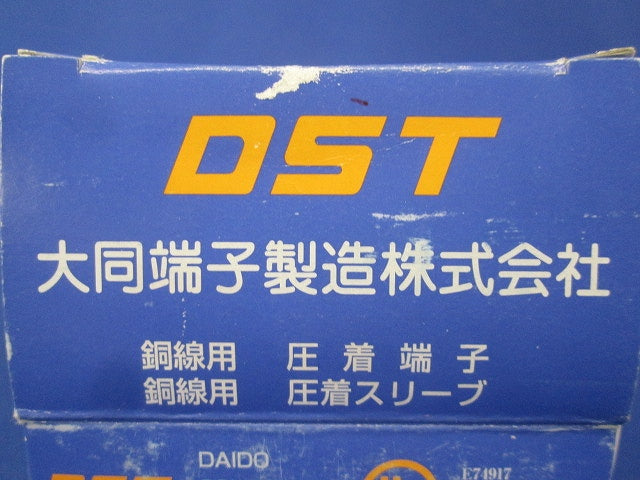 DST
大同端子製造株式会社
銅線用 圧着端子
銅線用 圧着スリーブ
DAIDO
E74917